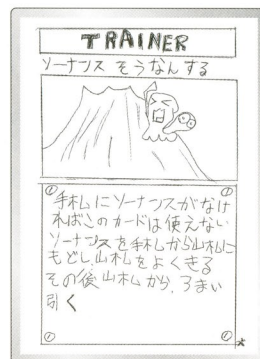 TRAINER
ソーナンス そうなんする
手札にソーナンスがなけ
ればこのカードは使えない
ソーナンスを手札から山札に
もどし、山札をよくきる
その後山札から、3まい
引く